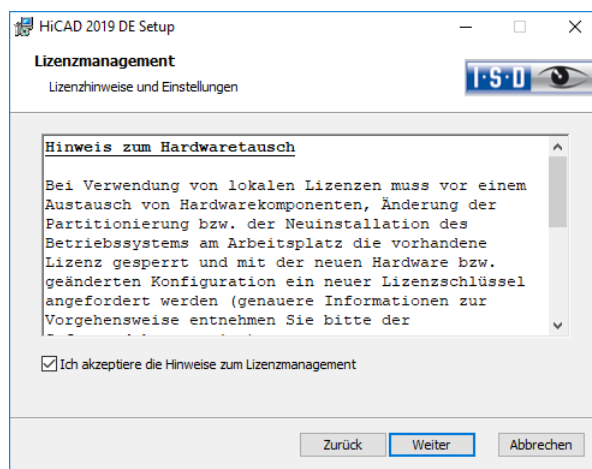 HiCAD 2019 DE Setup
Lizenzmanagement
Lizenzhinweise und Einstellungen
I·S·D
Hinweis zum Hardwaretausch
Bei Verwendung von lokalen Lizenzen muss vor einem
Austausch von Hardwarekomponenten, Änderung der
Partitionierung bzw. der Neuinstallation des
Betriebssystems am Arbeitsplatz die vorhandene
Lizenz gesperrt und mit der neuen Hardware bzw.
geänderten Konfiguration ein neuer Lizenzschlüssel
angefordert werden (genauere Informationen zur
Vorgehensweise entnehmen Sie bitte der
Ich akzeptiere die Hinweise zum Lizenzmanagement
Zurück
Weiter
Abbrechen